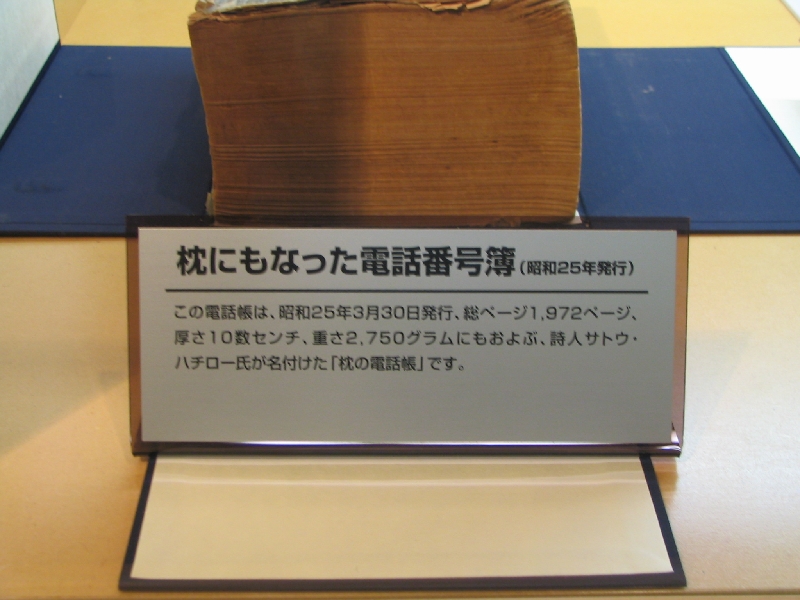 枕にもなった電話番号簿(昭和25年発行)
この電話帳は、昭和25年3月30日発行、総ページ1,972ページ、
厚さ10数センチ、重さ2,750グラムにもおよぶ、詩人サトウ・
ハチロー氏が名付けた「枕の電話帳」です。